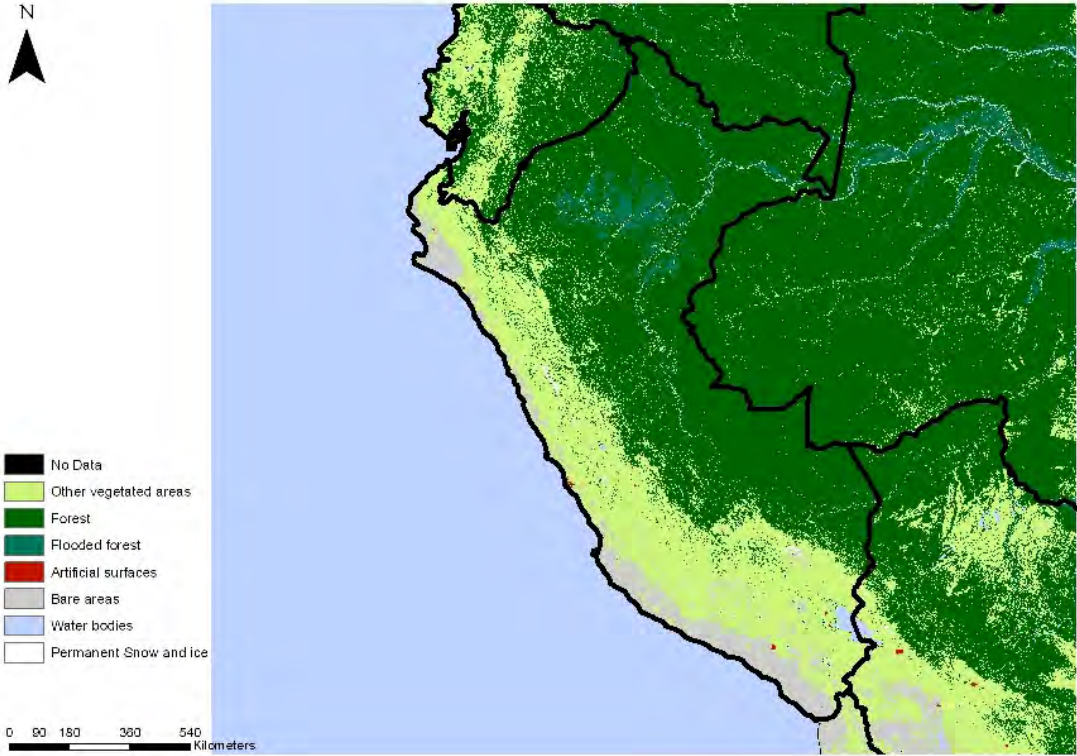 N
No Data
Other vegetated areas
Forest
Flooded forest
Artificial surfaces
Bare areas
Water bodies
Permanent Snow and ice
0 90 180 360 540
Kilometers